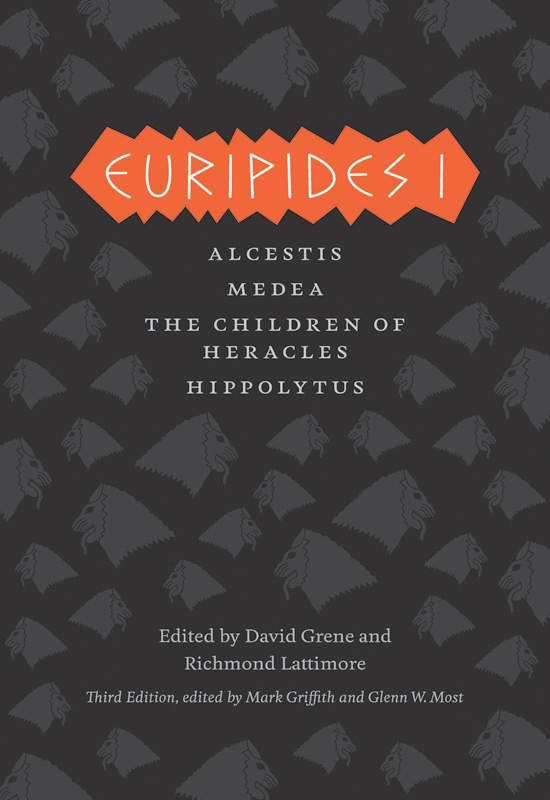 EURIPIDES I
ALCESTIS
MEDEA
THE CHILDREN OF
HERACLES
HIPPOLYTUS
Edited by David Grene and
Richmond Lattimore
Third Edition, edited by Mark Griffith and Glenn W. Most